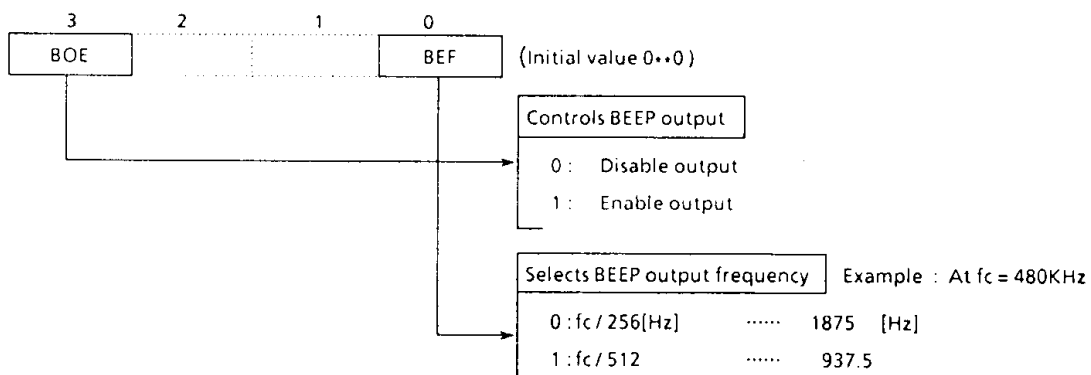 3 2 1 0
BOE BEF (Initial value 0**0)
Controls BEEP output
0 : Disable output
1 : Enable output
Selects BEEP output frequency Example : At fc = 480KHz
0 : fc / 256[Hz] ...... 1875 [Hz]
1 : fc / 512 ...... 937.5